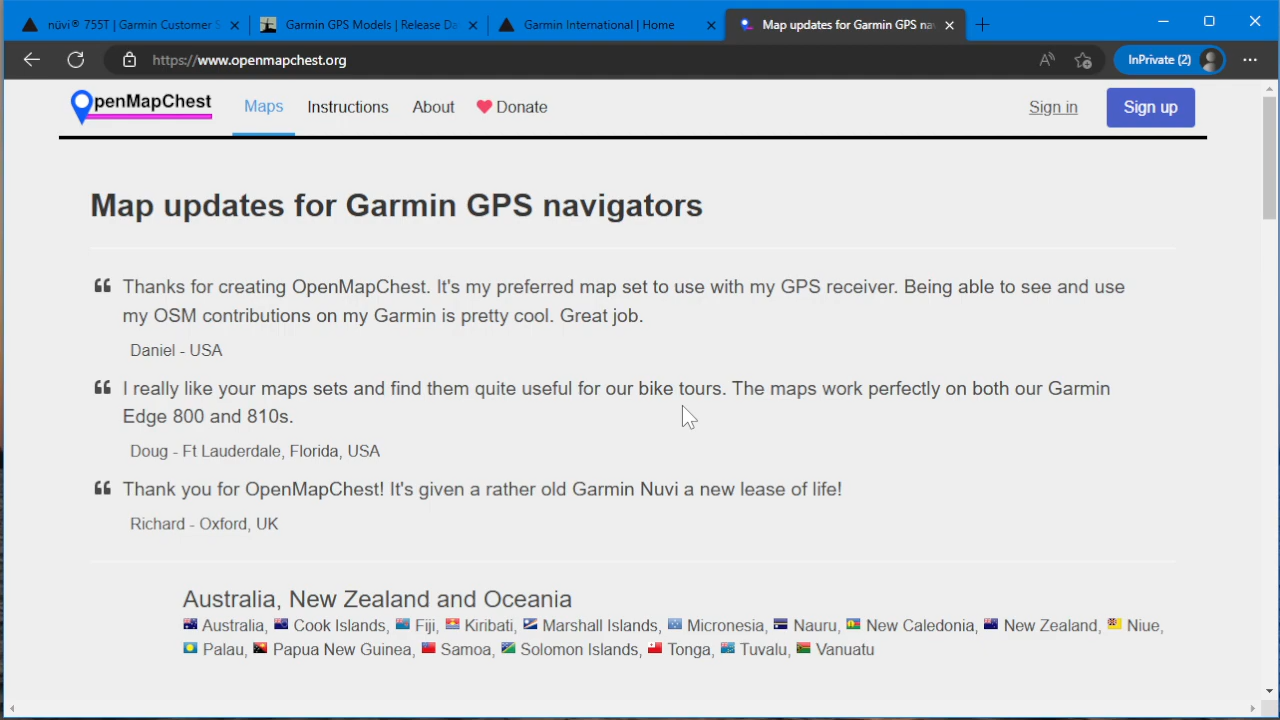 nüvi® 755T | Garmin Customer S
Garmin GPS Models | Release Da
Garmin International | Home
Map updates for Garmin GPS nav
https://www.openmapchest.org
InPrivate (2)
penMapChest
Maps
Instructions
About
Donate
Sign in
Sign up
Map updates for Garmin GPS navigators
Thanks for creating OpenMapChest. It's my preferred map set to use with my GPS receiver. Being able to see and use
my OSM contributions on my Garmin is pretty cool. Great job.
Daniel - USA
I really like your maps sets and find them quite useful for our bike tours. The maps work perfectly on both our Garmin
Edge 800 and 810s.
Doug - Ft Lauderdale, Florida, USA
Thank you for OpenMapChest! It's given a rather old Garmin Nuvi a new lease of life!
Richard - Oxford, UK
Australia, New Zealand and Oceania
Australia, Cook Islands, Fiji, Kiribati, Marshall Islands, Micronesia, Nauru, New Caledonia, New Zealand, Niue,
Palau, Papua New Guinea, Samoa, Solomon Islands, Tonga, Tuvalu, Vanuatu